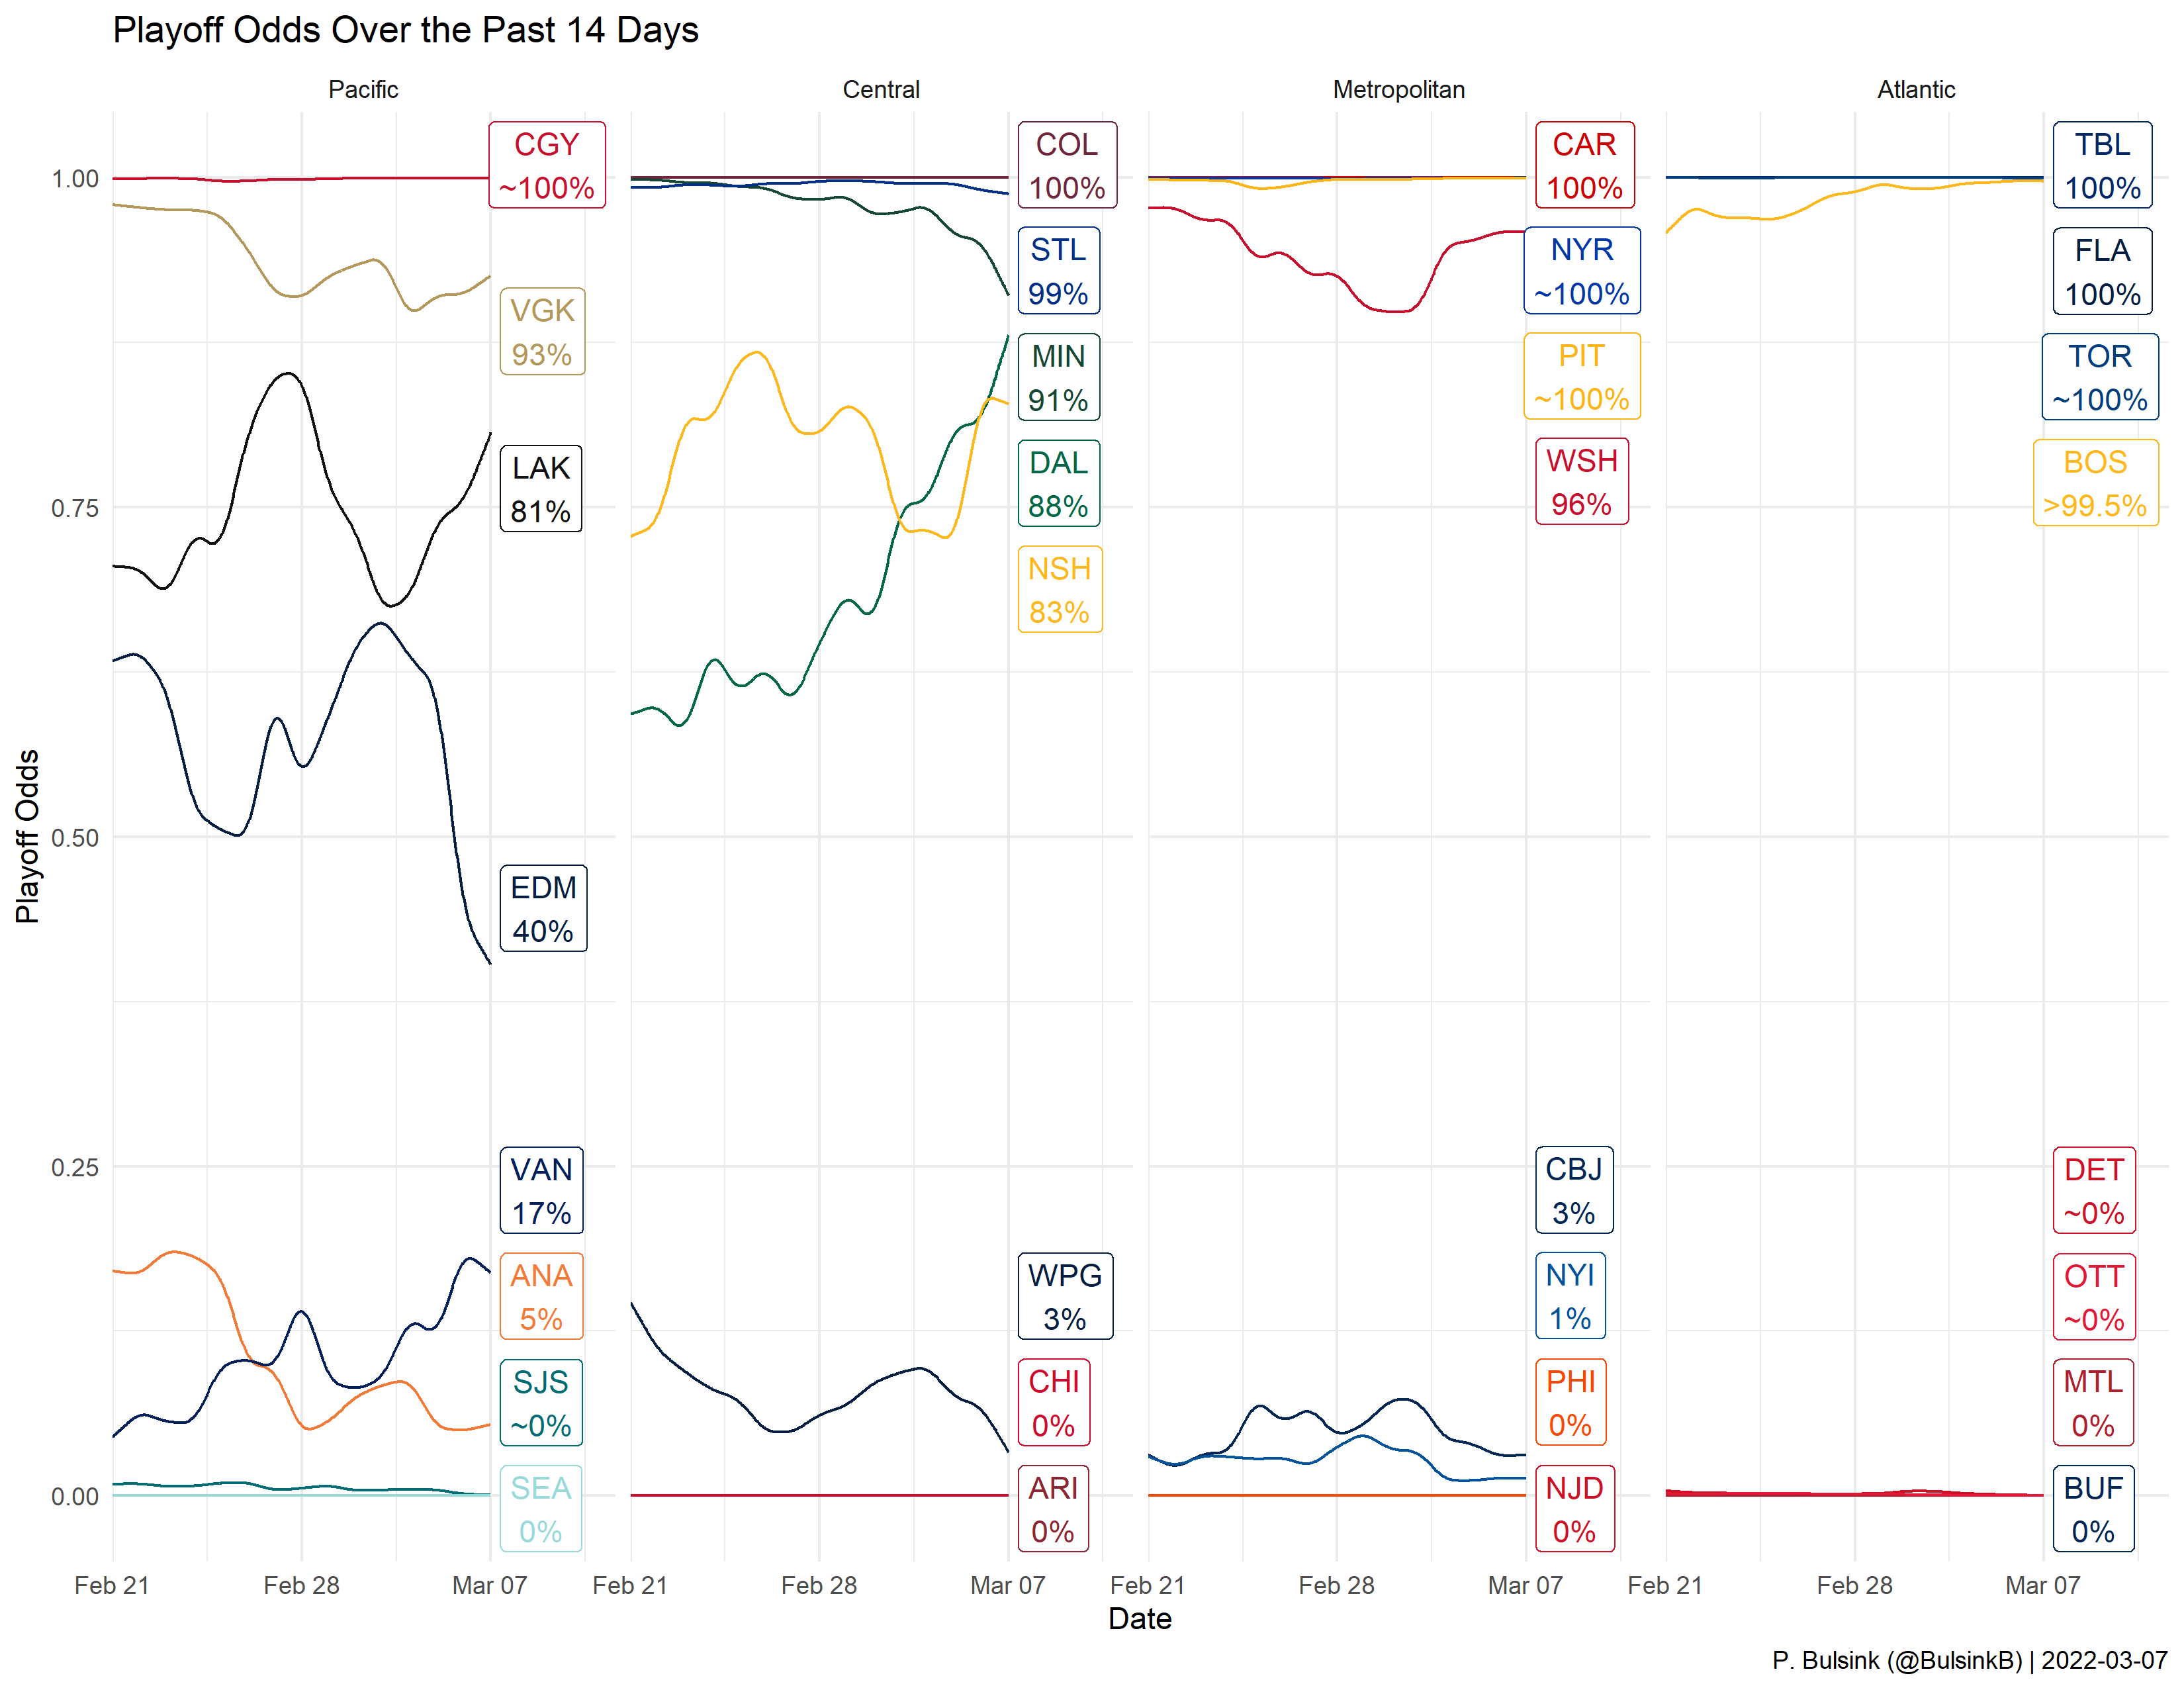 Playoff Odds Over the Past 14 Days
Pacific
Central
Metropolitan
Atlantic
Playoff Odds
1.00
0.75
0.50
0.25
0.00
CGY
~100%
VGK
93%
LAK
81%
EDM
40%
VAN
17%
ANA
5%
SJS
~0%
SEA
0%
COL
100%
STL
99%
MIN
91%
DAL
88%
NSH
83%
WPG
3%
CHI
0%
ARI
0%
CAR
100%
NYR
~100%
PIT
~100%
WSH
96%
CBJ
3%
NYI
1%
PHI
0%
NJD
0%
TBL
100%
FLA
100%
TOR
~100%
BOS
>99.5%
DET
~0%
OTT
~0%
MTL
0%
BUF
0%
Feb 21 Feb 28 Mar 07 Feb 21 Feb 28 Mar 07 Feb 21 Feb 28 Mar 07 Feb 21 Feb 28 Mar 07
Date
P. Bulsink (@BulsinkB) | 2022-03-07